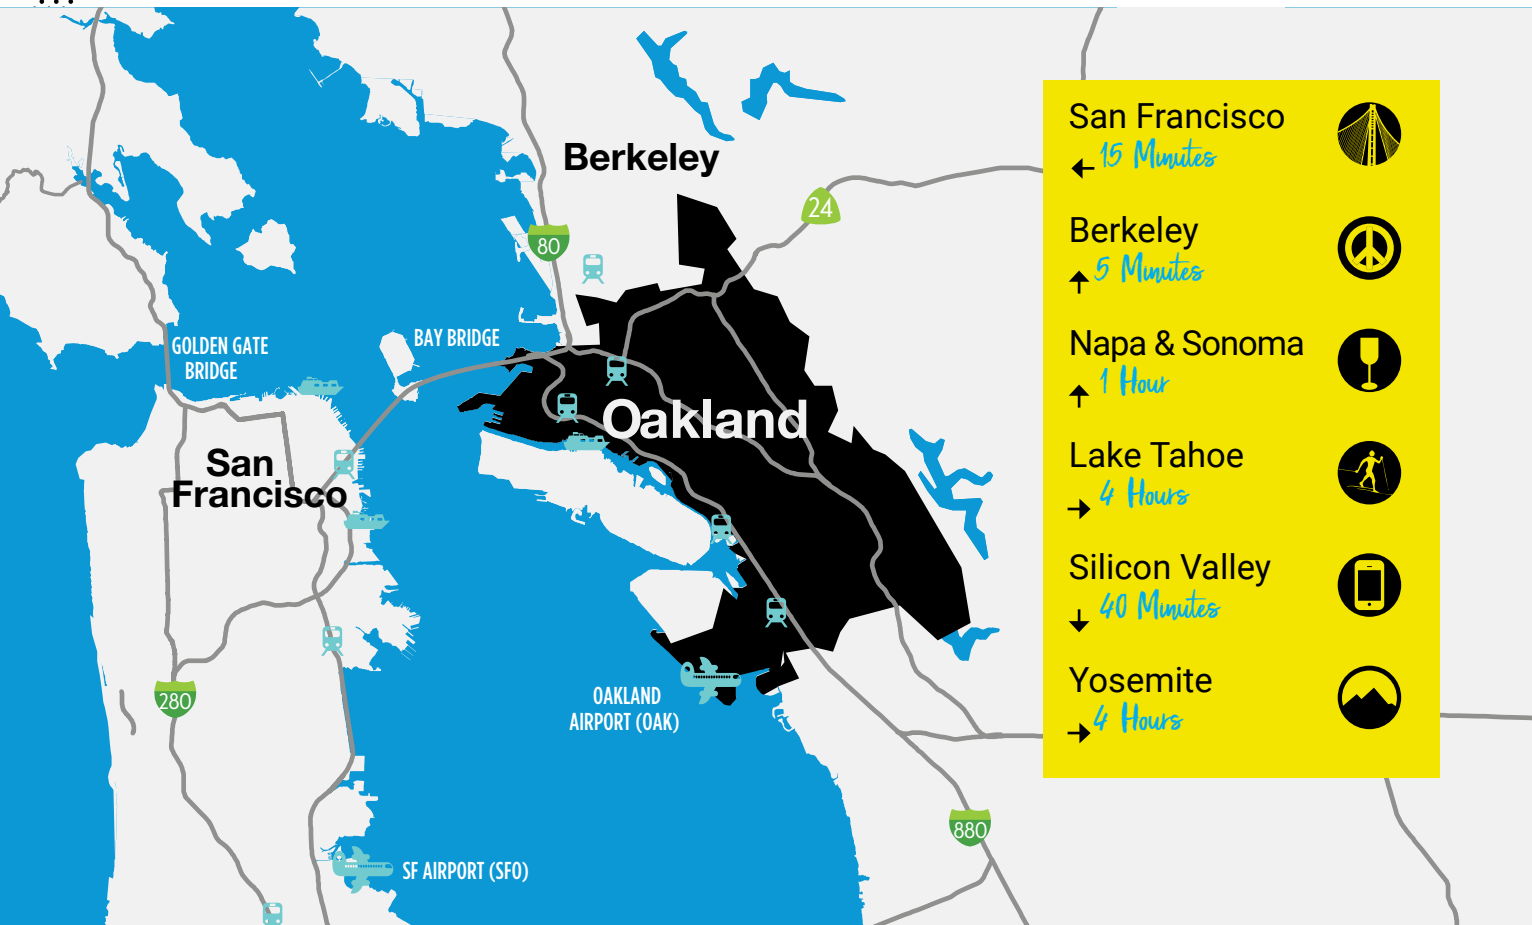 Berkeley
24
80
GOLDEN GATE
BRIDGE
BAY BRIDGE
Oakland
San
Francisco
280
OAKLAND
AIRPORT (OAK)
880
SF AIRPORT (SFO)
San Francisco
15 Minutes
Berkeley
5 Minutes
Napa & Sonoma
1 Hour
Lake Tahoe
4 Hours
Silicon Valley
40 Minutes
Yosemite
4 Hours